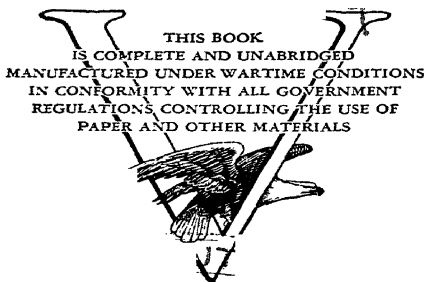 THIS BOOK
IS COMPLETE AND UNABRIDGED
MANUFACTURED UNDER WARTIME CONDITIONS
IN CONFORMITY WITH ALL GOVERNMENT
REGULATIONS CONTROLLING THE USE OF
PAPER AND OTHER MATERIALS